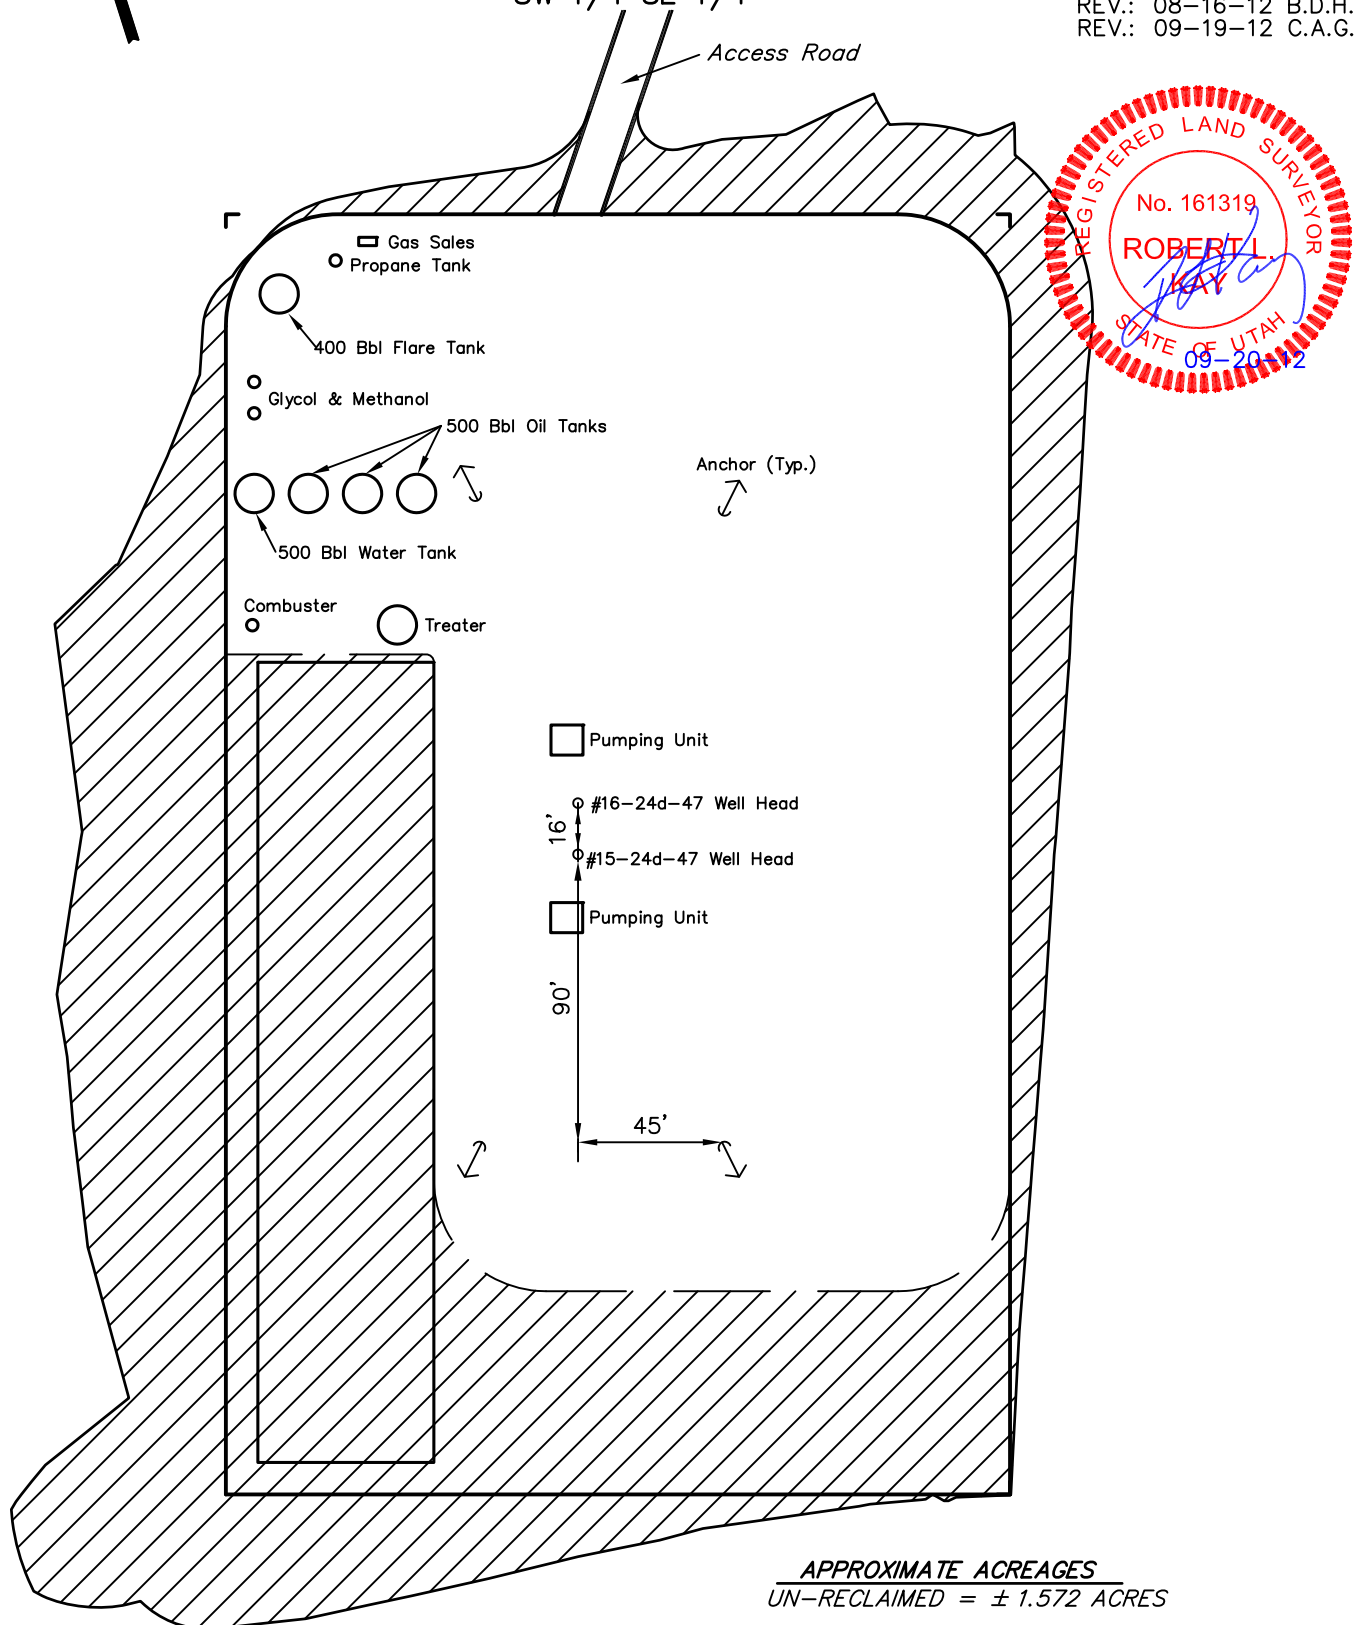 REV.: 08-16-12 B.D.H.
REV.: 09-19-12 C.A.G.
Access Road
REGISTERED LAND SURVEYOR
No. 161319
ROBERT L.
KAY
STATE OF UTAH
09-20-12
Gas Sales
Propane Tank
400 Bbl Flare Tank
Glycol & Methanol
500 Bbl Oil Tanks
Anchor (Typ.)
500 Bbl Water Tank
Combuster
Treater
Pumping Unit
#16-24d-47 Well Head
16'
#15-24d-47 Well Head
Pumping Unit
90'
45'
APPROXIMATE ACREAGES
UN-RECLAIMED = ± 1.572 ACRES